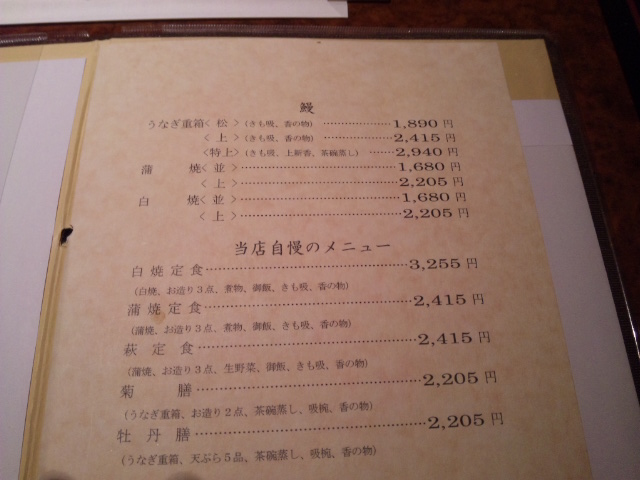 鰻
うなぎ重箱〈松〉(きも吸、香の物)………………1,890円
〈上〉(きも吸、香の物)………………2,415円
〈特上〉(きも吸、上新香、茶碗蒸し)………2,940円
蒲焼〈並〉………………………………1,680円
〈上〉………………………………2,205円
白焼〈並〉………………………………1,680円
〈上〉………………………………2,205円
当店自慢のメニュー
白焼定食………………………………3,255円
(白焼、お造り3点、煮物、御飯、きも吸、香の物)
蒲焼定食………………………………2,415円
(蒲焼、お造り3点、煮物、御飯、きも吸、香の物)
萩定食………………………………2,415円
(蒲焼、お造り3点、生野菜、御飯、きも吸、香の物)
菊膳………………………………2,205円
(うなぎ重箱、お造り2点、茶碗蒸し、吸椀、香の物)
牡丹膳………………………………2,205円
(うなぎ重箱、天ぷら5品、茶碗蒸し、吸椀、香の物)